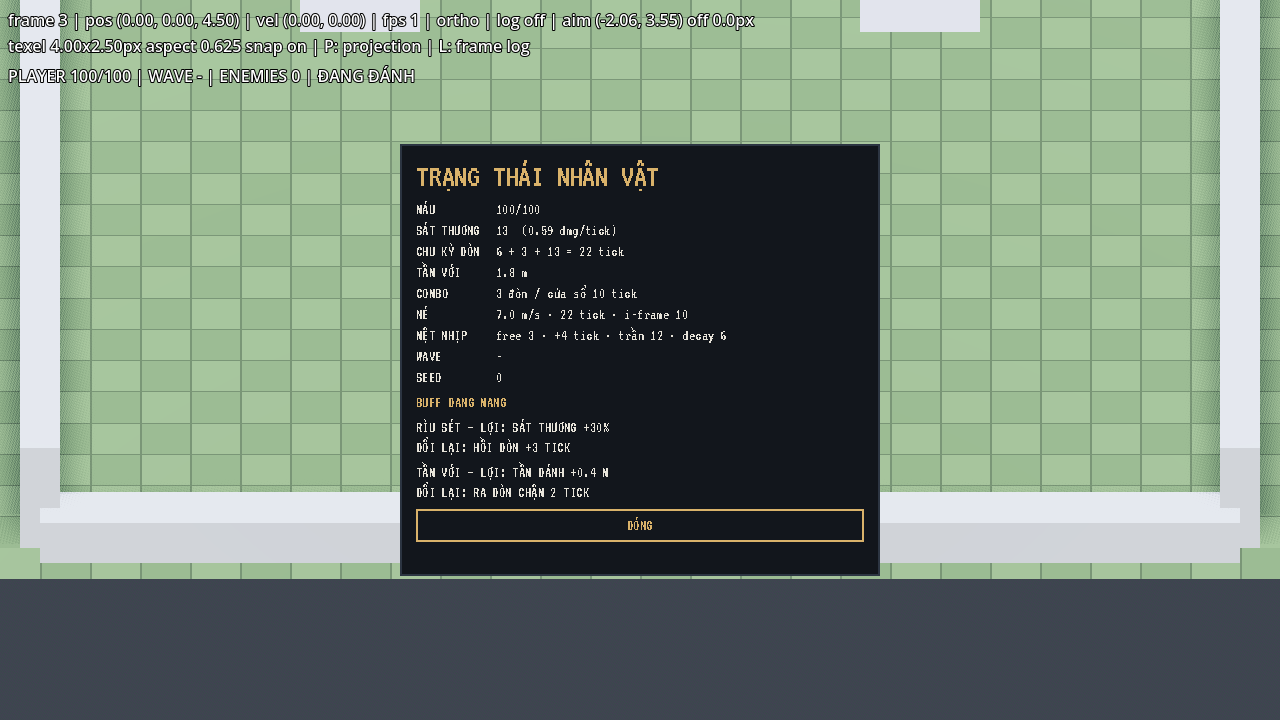 frame 3 | pos (0.00, 0.00, 4.50) | vel (0.00, 0.00) | fps 1 | ortho | log off | aim (-2.06, 3.55) off 0.0px
texel 4.00x2.50px aspect 0.625 snap on | P: projection | L: frame log
PLAYER 100/100 | WAVE - | ENEMIES 0 | ĐANG ĐÁNH
TRẠNG THÁI NHÂN VẬT
MÁU 100/100
SÁT THƯƠNG 13 (0.59 dmg/tick)
CHU KỲ ĐÒN 6 + 3 + 13 = 22 tick
TẦM VỚI 1.8 m
COMBO 3 đòn / cửa sổ 10 tick
NÉ 7.0 m/s · 22 tick · i-frame 10
MỆT NHỊP free 3 · +4 tick · trần 12 · decay 6
WAVE -
SEED 0
BUFF ĐANG MANG
RÌU SÉT - LỢI: SÁT THƯƠNG +30%
ĐỔI LẠI: HỒI ĐÒN +3 TICK
TẦM VỚI - LỢI: TẦM ĐÁNH +0.4 M
ĐỔI LẠI: RA ĐÒN CHẬM 2 TICK
ĐÓNG